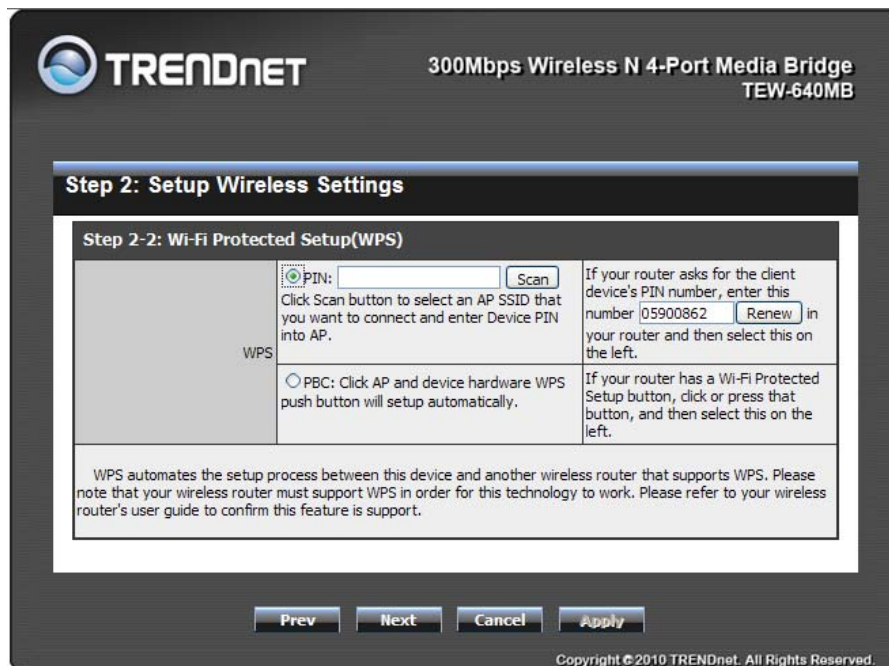 TRENDNET
300Mbps Wireless N 4-Port Media Bridge
TEW-640MB
Step 2: Setup Wireless Settings
Step 2-2: Wi-Fi Protected Setup(WPS)
WPS
PIN: Scan
Click Scan button to select an AP SSID that
you want to connect and enter Device PIN
into AP.
If your router asks for the client
device's PIN number, enter this
number 05900862 Renew in
your router and then select this on
the left.
PBC: Click AP and device hardware WPS
push button will setup automatically.
If your router has a Wi-Fi Protected
Setup button, click or press that
button, and then select this on the
left.
WPS automates the setup process between this device and another wireless router that supports WPS. Please
note that your wireless router must support WPS in order for this technology to work. Please refer to your wireless
router's user guide to confirm this feature is support.
Prev Next Cancel Apply
Copyright © 2010 TRENDnet. All Rights Reserved.